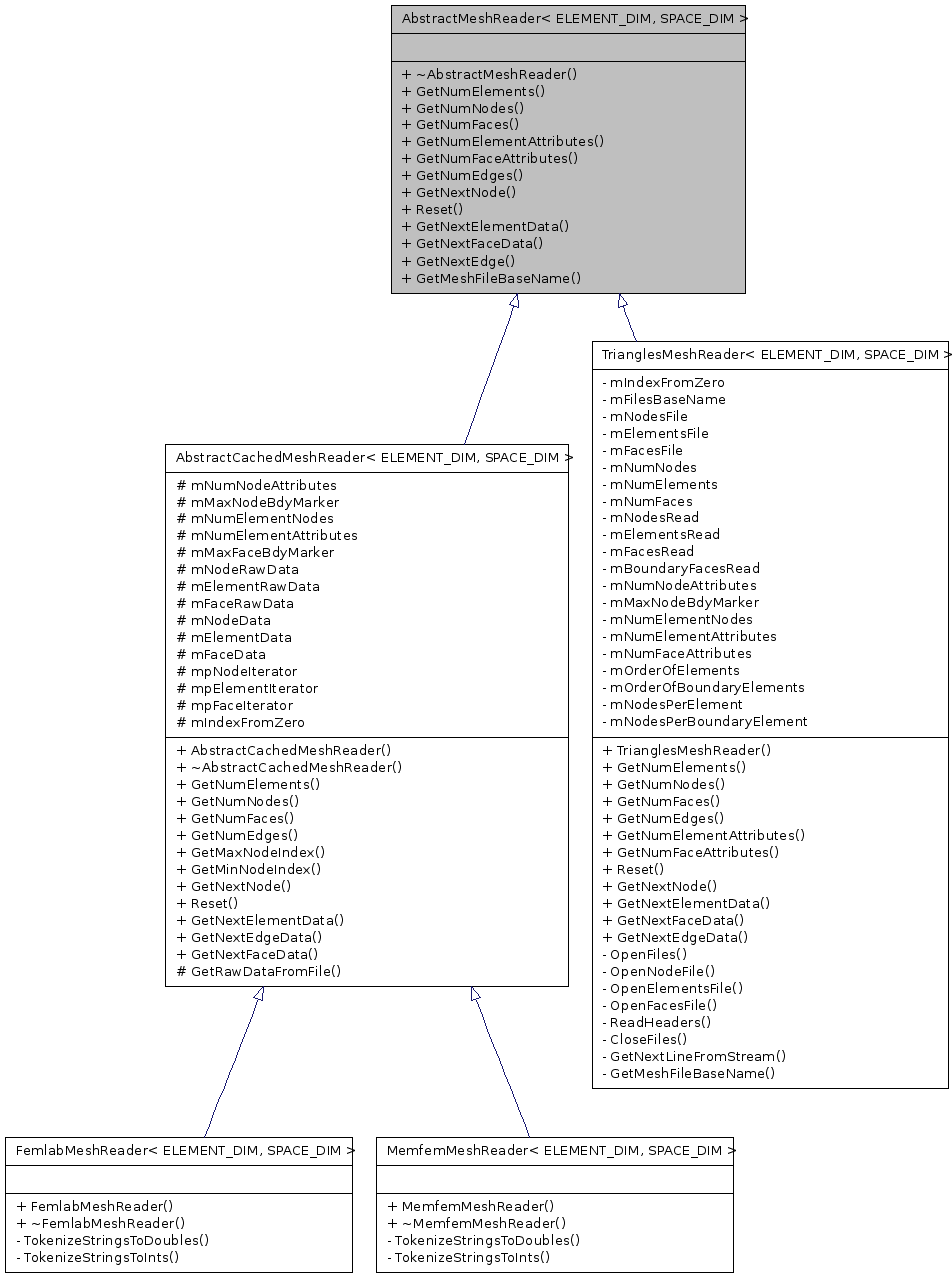 AbstractMeshReader< ELEMENT_DIM, SPACE_DIM >
+ ~AbstractMeshReader()
+ GetNumElements()
+ GetNumNodes()
+ GetNumFaces()
+ GetNumElementAttributes()
+ GetNumFaceAttributes()
+ GetNumEdges()
+ GetNextNode()
+ Reset()
+ GetNextElementData()
+ GetNextFaceData()
+ GetNextEdge()
+ GetMeshFileBaseName()
TrianglesMeshReader< ELEMENT_DIM, SPACE_DIM >
- mIndexFromZero
- mFilesBaseName
- mNodesFile
- mElementsFile
- mFacesFile
- mNumNodes
- mNumElements
- mNumFaces
- mNodesRead
- mElementsRead
- mFacesRead
- mBoundaryFacesRead
- mNumNodeAttributes
- mMaxNodeBdyMarker
- mNumElementNodes
- mNumElementAttributes
- mNumFaceAttributes
- mOrderOfElements
- mOrderOfBoundaryElements
- mNodesPerElement
- mNodesPerBoundaryElement
+ TrianglesMeshReader()
+ GetNumElements()
+ GetNumNodes()
+ GetNumFaces()
+ GetNumEdges()
+ GetNumElementAttributes()
+ GetNumFaceAttributes()
+ Reset()
+ GetNextNode()
+ GetNextElementData()
+ GetNextFaceData()
+ GetNextEdgeData()
- OpenFiles()
- OpenNodeFile()
- OpenElementsFile()
- OpenFacesFile()
- ReadHeaders()
- CloseFiles()
- GetNextLineFromStream()
- GetMeshFileBaseName()
AbstractCachedMeshReader< ELEMENT_DIM, SPACE_DIM >
# mNumNodeAttributes
# mMaxNodeBdyMarker
# mNumElementNodes
# mNumElementAttributes
# mMaxFaceBdyMarker
# mNodeRawData
# mElementRawData
# mFaceRawData
# mNodeData
# mElementData
# mFaceData
# mpNodeIterator
# mpElementIterator
# mpFaceIterator
# mIndexFromZero
+ AbstractCachedMeshReader()
+ ~AbstractCachedMeshReader()
+ GetNumElements()
+ GetNumNodes()
+ GetNumFaces()
+ GetNumEdges()
+ GetMaxNodeIndex()
+ GetMinNodeIndex()
+ GetNextNode()
+ Reset()
+ GetNextElementData()
+ GetNextEdgeData()
+ GetNextFaceData()
# GetRawDataFromFile()
FemlabMeshReader< ELEMENT_DIM, SPACE_DIM >
+ FemlabMeshReader()
+ ~FemlabMeshReader()
- TokenizeStringsToDoubles()
- TokenizeStringsToInts()
MemfemMeshReader< ELEMENT_DIM, SPACE_DIM >
+ MemfemMeshReader()
+ ~MemfemMeshReader()
- TokenizeStringsToDoubles()
- TokenizeStringsToInts()